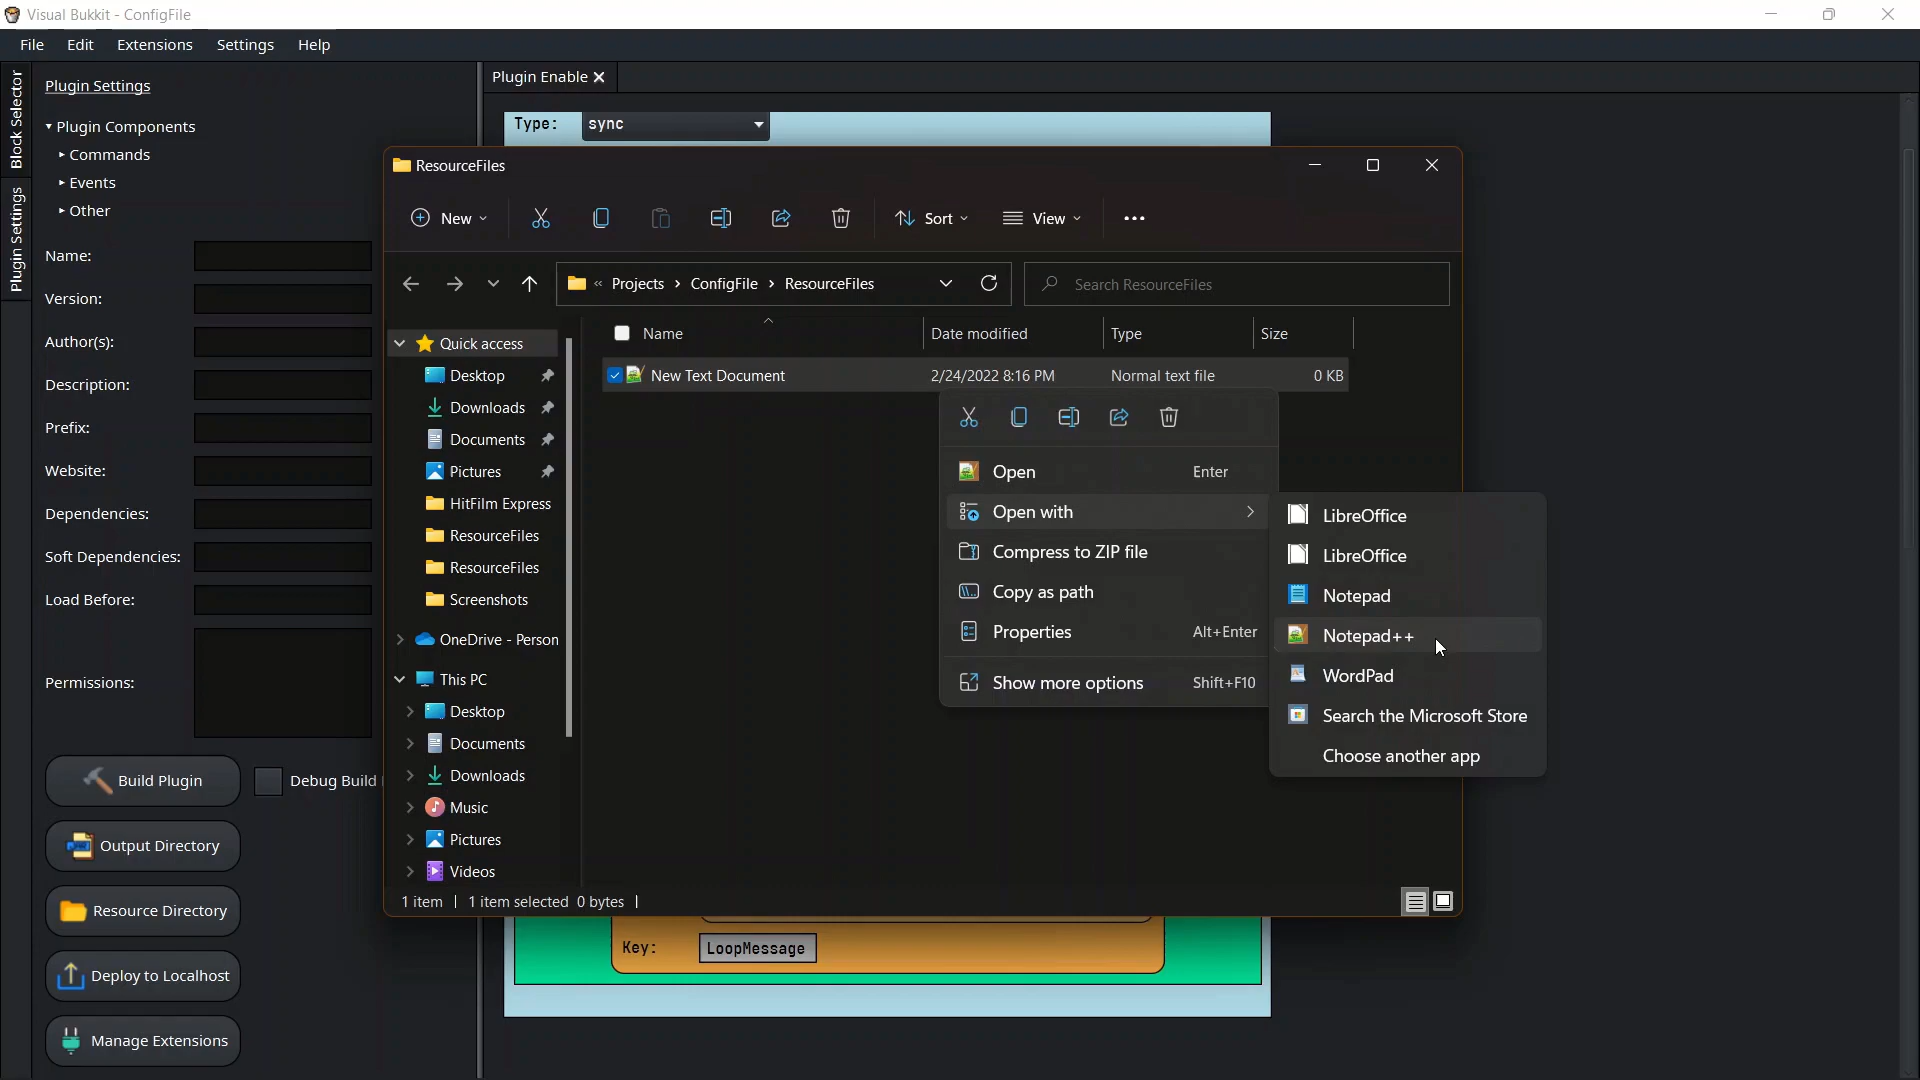 Visual Bukkit - ConfigFile
File Edit Extensions Settings Help
Block Selector
Plugin Settings
Plugin Settings
Plugin Components
Commands
Events
Other
Name:
Version:
Author(s):
Description:
Prefix:
Website:
Dependencies:
Soft Dependencies:
Load Before:
Permissions:
Build Plugin Debug Build
Output Directory
Resource Directory
Deploy to Localhost
Manage Extensions
Plugin Enable
Type: sync
ResourceFiles
New Sort View
« Projects > ConfigFile > ResourceFiles Search ResourceFiles
Quick access
Desktop
Downloads
Documents
Pictures
HitFilm Express
ResourceFiles
ResourceFiles
Screenshots
OneDrive - Person
This PC
Desktop
Documents
Downloads
Music
Pictures
Videos
Name Date modified Type Size
New Text Document 2/24/2022 8:16 PM Normal text file 0 KB
Open Enter
Open with
Compress to ZIP file
Copy as path
Properties Alt+Enter
Show more options Shift+F10
LibreOffice
LibreOffice
Notepad
Notepad++
WordPad
Search the Microsoft Store
Choose another app
1 item 1 item selected 0 bytes
Key: LoopMessage